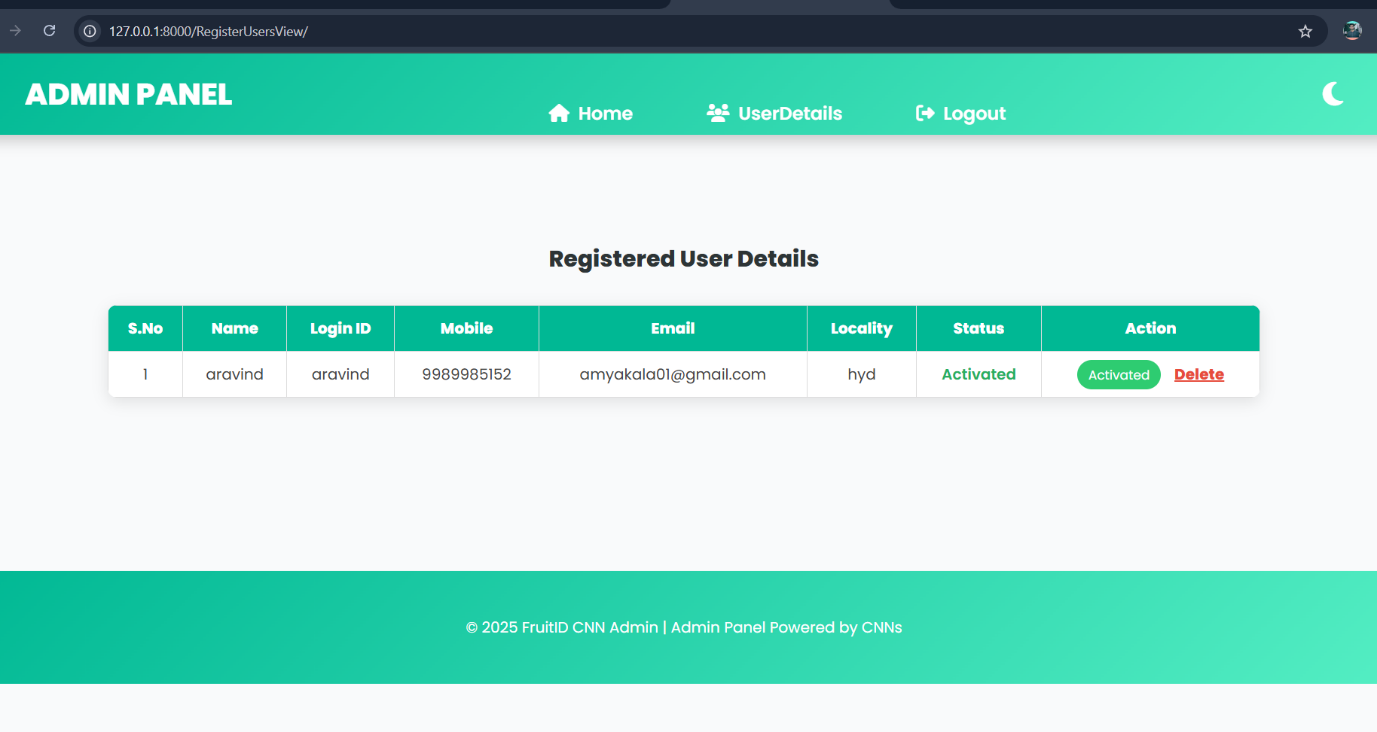 127.0.0.1:8000/RegisterUsersView/
ADMIN PANEL
Home UserDetails Logout
Registered User Details
S.No Name Login ID Mobile Email Locality Status Action
1 aravind aravind 9989985152 amyakala01@gmail.com hyd Activated Activated Delete
© 2025 FruitID CNN Admin | Admin Panel Powered by CNNs